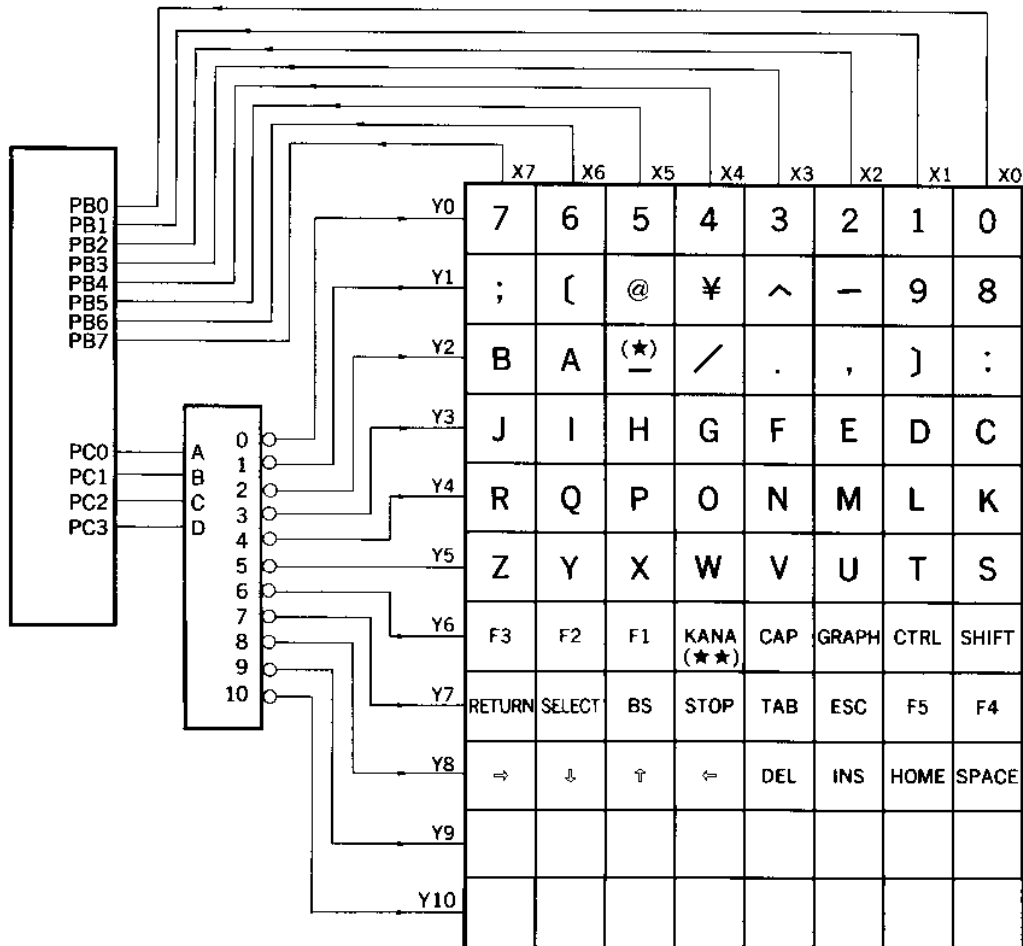 X7 X6 X5 X4 X3 X2 X1 X0
PB0
PB1
PB2
PB3
PB4
PB5
PB6
PB7
PC0
PC1
PC2
PC3
A
B
C
D
0
1
2
3
4
5
6
7
8
9
10
Y0 7 6 5 4 3 2 1 0
Y1 ; [ @ ¥ ^ - 9 8
Y2 B A (★) _ / . , ] :
Y3 J I H G F E D C
Y4 R Q P O N M L K
Y5 Z Y X W V U T S
Y6 F3 F2 F1 KANA (★★) CAP GRAPH CTRL SHIFT
Y7 RETURN SELECT BS STOP TAB ESC F5 F4
Y8 ⇨ ⇩ ⇧ ⇦ DEL INS HOME SPACE
Y9
Y10